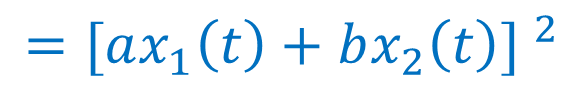 = [ax₁(t) + bx₂(t)] ²